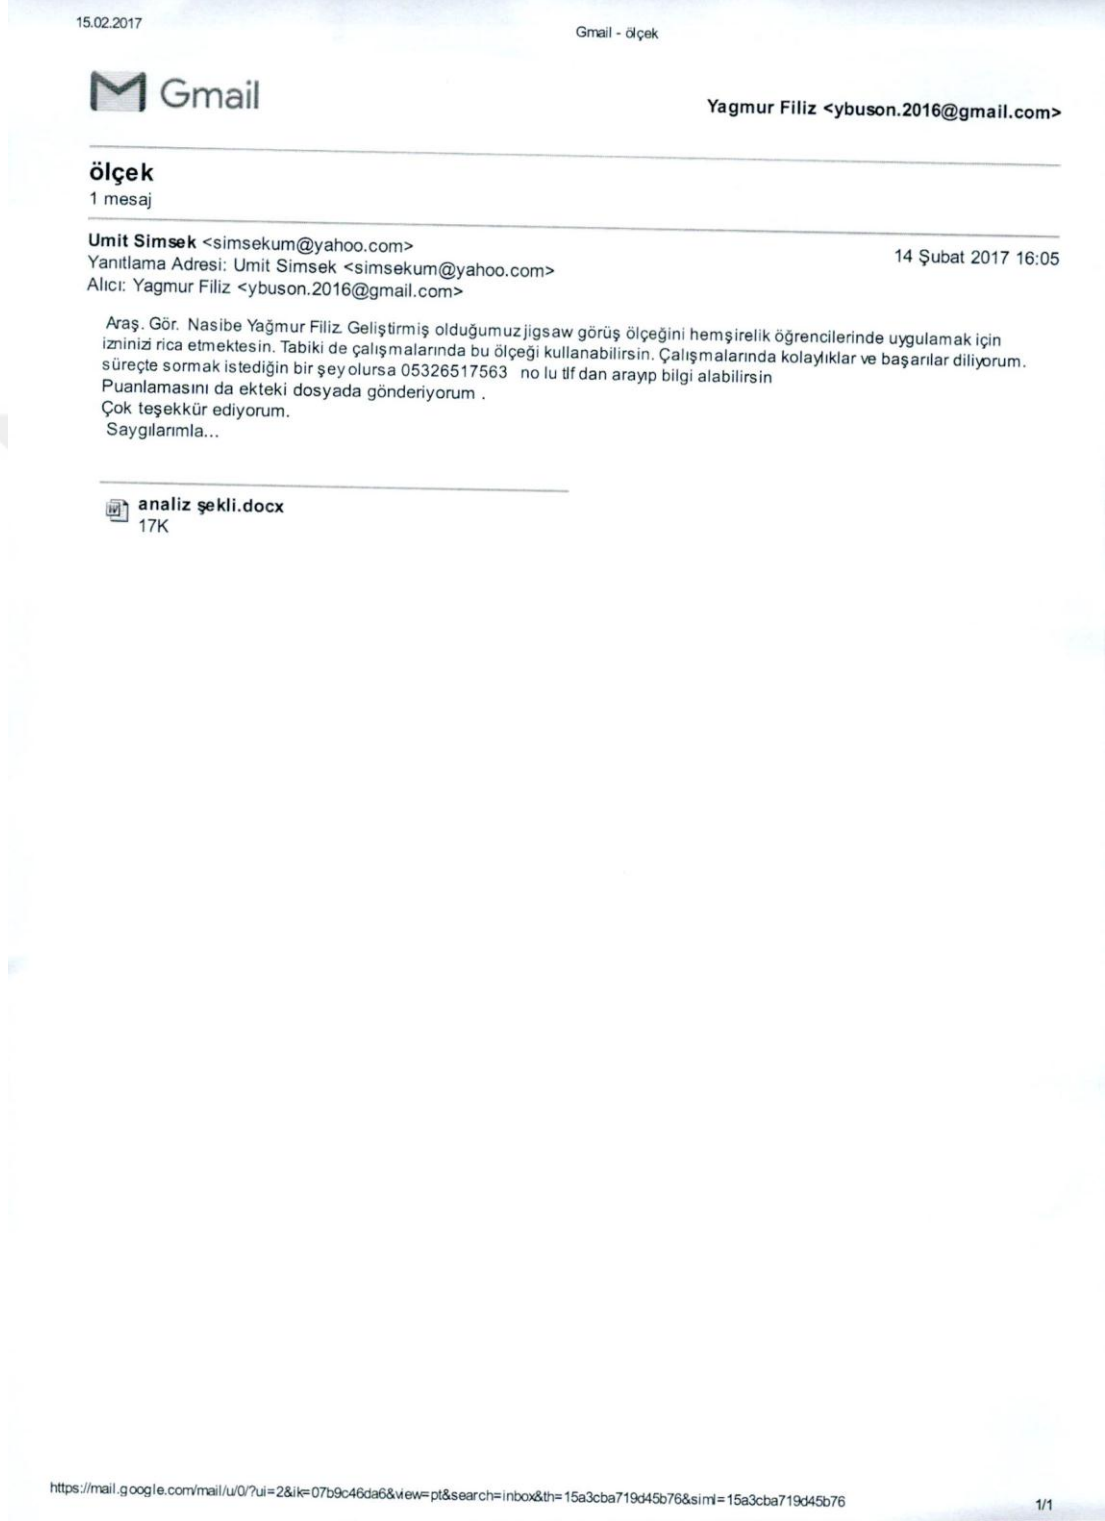 15.02.2017
Gmail - ölçek
Gmail
Yagmur Filiz <ybuson.2016@gmail.com>
ölçek
1 mesaj
Umit Simsek <simsekum@yahoo.com>
14 Şubat 2017 16:05
Yanıtlama Adresi: Umit Simsek <simsekum@yahoo.com>
Alıcı: Yagmur Filiz <ybuson.2016@gmail.com>
Araş. Gör. Nasibe Yağmur Filiz. Geliştirmiş olduğumuz jigsaw görüş ölçeğini hemşirelik öğrencilerinde uygulamak için
izninizi rica etmektesin. Tabiki de çalışmalarında bu ölçeği kullanabilirsin. Çalışmalarında kolaylıklar ve başarılar diliyorum.
süreçte sormak istediğin bir şey olursa 05326517563 no lu tlf dan arayıp bilgi alabilirsin
Puanlamasını da ekteki dosyada gönderiyorum .
Çok teşekkür ediyorum.
Saygılarımla...
analiz şekli.docx
17K
https://mail.google.com/mail/u/0/?ui=2&ik=07b9c46da6&view=pt&search=inbox&th=15a3cba719d45b76&siml=15a3cba719d45b76
1/1